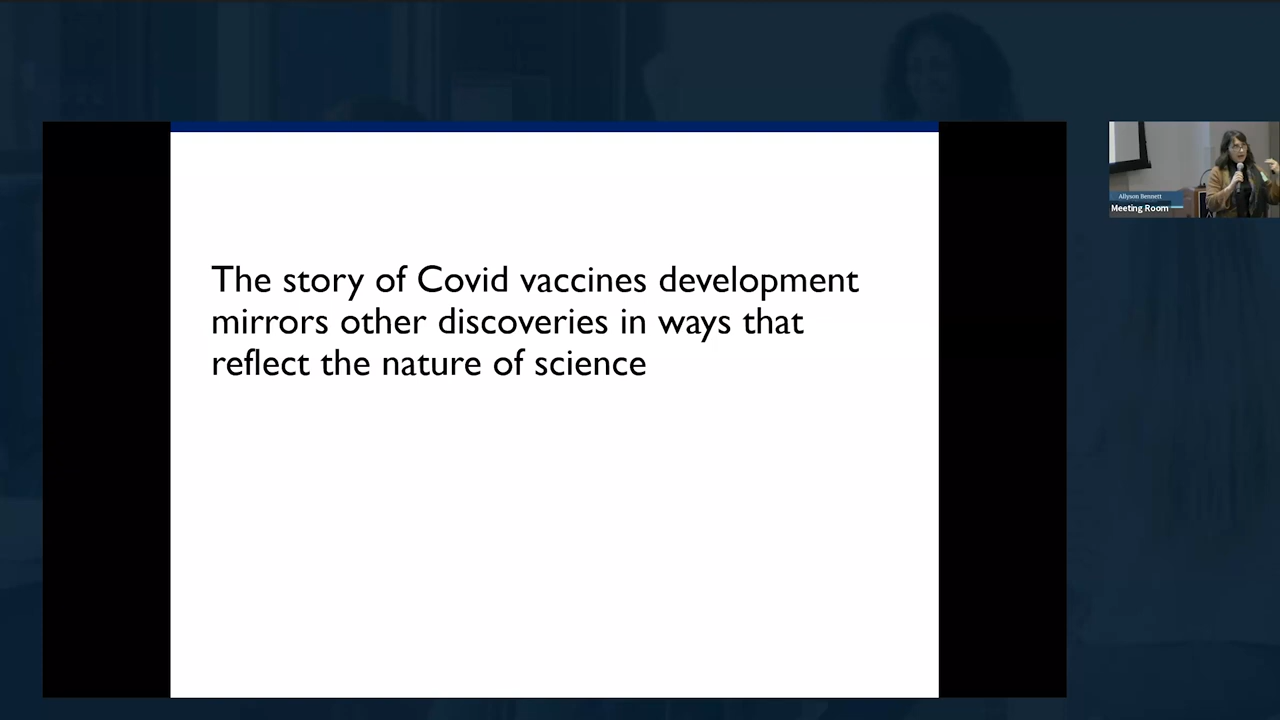 The story of Covid vaccines development
mirrors other discoveries in ways that
reflect the nature of science
Allyson Bennett
Meeting Room